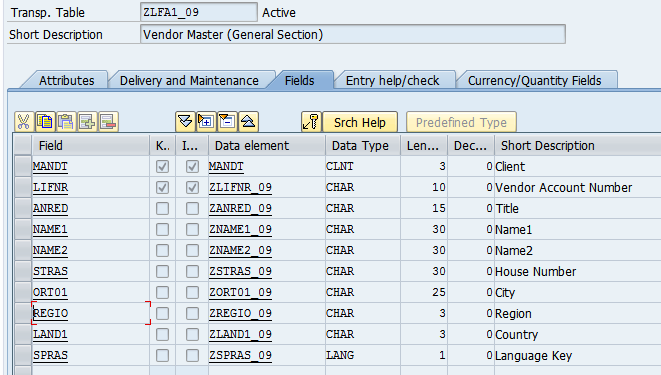 Transp. Table ZLFA1_09 Active
Short Description Vendor Master (General Section)
Attributes Delivery and Maintenance Fields Entry help/check Currency/Quantity Fields
Srch Help Predefined Type
Field K.. I... Data element Data Type Len... Dec... Short Description
MANDT MANDT CLNT 3 0 Client
LIFNR ZLIFNR_09 CHAR 10 0 Vendor Account Number
ANRED ZANRED_09 CHAR 15 0 Title
NAME1 ZNAME1_09 CHAR 30 0 Name1
NAME2 ZNAME2_09 CHAR 30 0 Name2
STRAS ZSTRAS_09 CHAR 30 0 House Number
ORT01 ZORT01_09 CHAR 25 0 City
REGIO ZREGIO_09 CHAR 3 0 Region
LAND1 ZLAND1_09 CHAR 3 0 Country
SPRAS ZSPRAS_09 LANG 1 0 Language Key